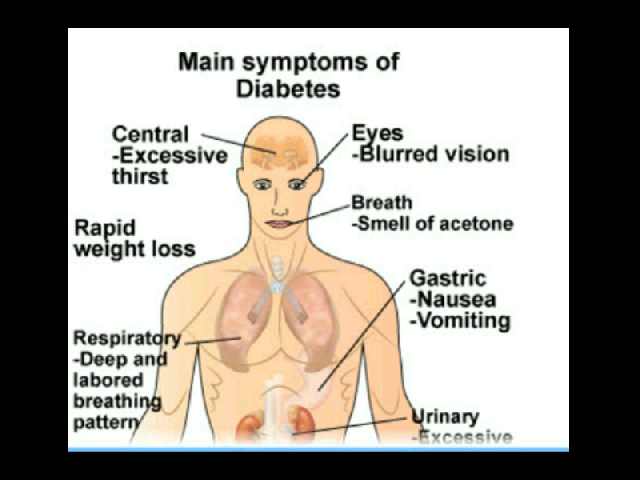 Main symptoms of
Diabetes
Central
-Excessive
thirst
Eyes
-Blurred vision
Breath
-Smell of acetone
Rapid
weight loss
Gastric
-Nausea
-Vomiting
Respiratory
-Deep and
labored
breathing
pattern
Urinary
-Excessive